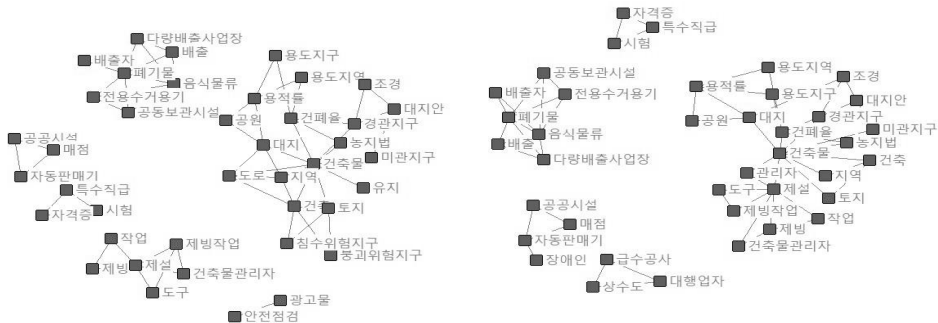 다량배출사업장
배출자
배출
폐기물
음식물류
전용수거용기
공동보관시설
공공시설
매점
자동판매기
특수직급
자격증
시험
작업
제빙작업
제빙
제설
건축물관리자
도구
광고물
안전점검
용도지구
용도지역
조경
용적률
대지안
공원
건폐율
경관지구
대지
농지법
건축물
미관지구
도로
지역
유지
건축
토지
침수위험지구
붕괴위험지구
자격증
특수직급
시험
공동보관시설
배출자
전용수거용기
폐기물
음식물류
배출
다량배출사업장
공공시설
매점
자동판매기
장애인
급수공사
상수도
대행업자
용도지역
조경
용적률
용도지구
대지안
공원
대지
경관지구
건폐율
미관지구
농지법
건축물
건축
관리자
지역
도구
제설
토지
제빙작업
작업
제빙
건축물관리자